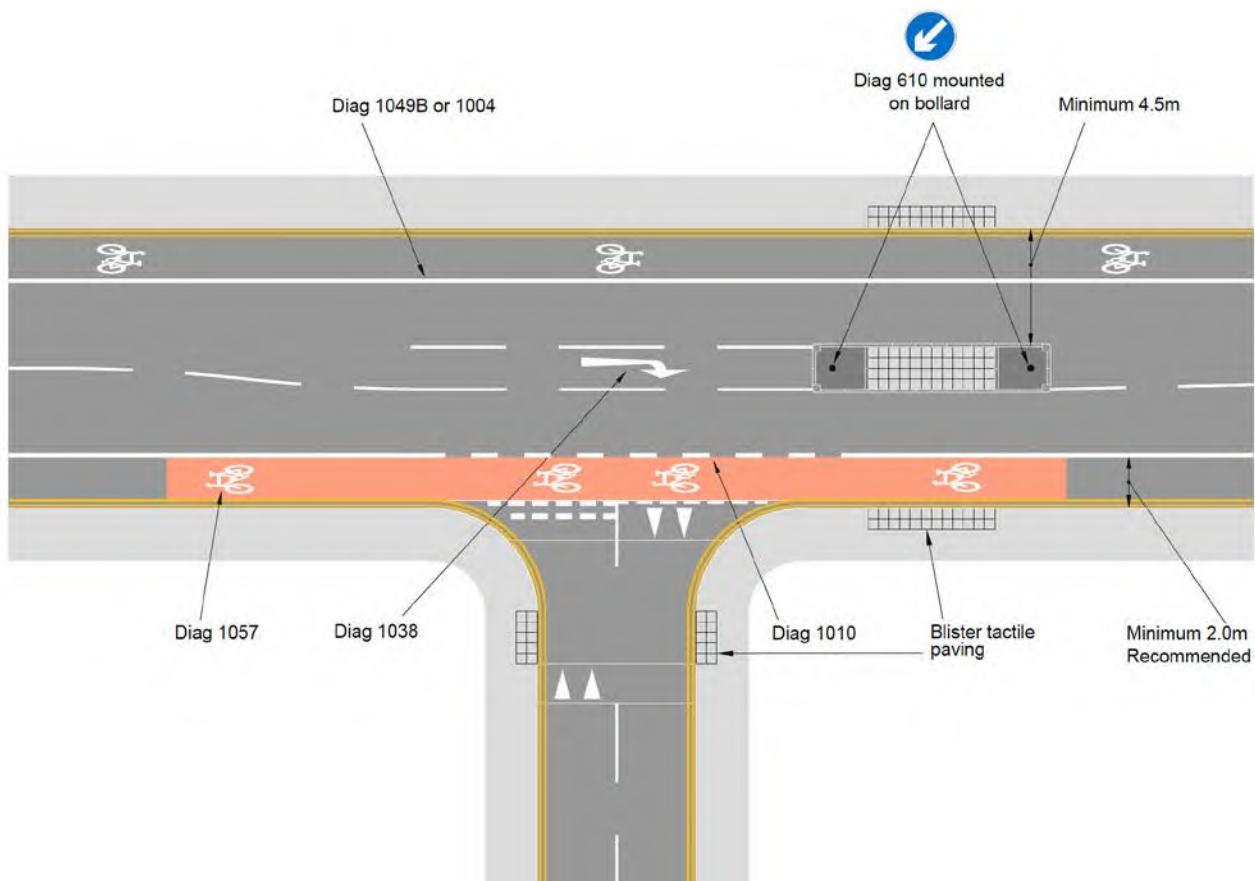 Diag 610 mounted
on bollard
Diag 1049B or 1004
Minimum 4.5m
Diag 1057
Diag 1038
Diag 1010
Blister tactile
paving
Minimum 2.0m
Recommended